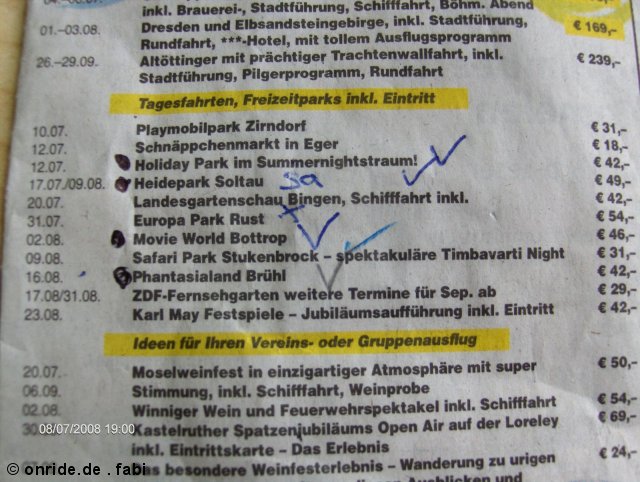 04.–06.07. inkl. Brauerei-, Stadtführung, Schifffahrt, Böhm. Abend
01.–03.08. Dresden und Elbsandsteingebirge, inkl. Stadtführung, € 169,–
Rundfahrt, ***-Hotel, mit tollem Ausflugsprogramm
26.–29.09. Altöttinger mit prächtiger Trachtenwallfahrt, inkl. € 239,–
Stadtführung, Pilgerprogramm, Rundfahrt
Tagesfahrten, Freizeitparks inkl. Eintritt
10.07. Playmobilpark Zirndorf € 31,–
12.07. Schnäppchenmarkt in Eger € 18,–
12.07. Holiday Park im Summernightstraum! € 42,–
17.07./09.08. Heidepark Soltau sa € 49,–
20.07. Landesgartenschau Bingen, Schifffahrt inkl. € 42,–
31.07. Europa Park Rust € 54,–
02.08. Movie World Bottrop € 46,–
09.08. Safari Park Stukenbrock – spektakuläre Timbavarti Night € 31,–
16.08. Phantasialand Brühl € 42,–
17.08/31.08. ZDF-Fernsehgarten weitere Termine für Sep. ab € 29,–
23.08. Karl May Festspiele – Jubiläumsaufführung inkl. Eintritt € 42,–
Ideen für Ihren Vereins- oder Gruppenausflug
20.07. Moselweinfest in einzigartiger Atmosphäre mit super € 50,–
06.09. Stimmung, inkl. Schifffahrt, Weinprobe
02.08. Winniger Wein und Feuerwehrspektakel inkl. Schifffahrt € 54,–
30. Kastelruther Spatzenjubiläums Open Air auf der Loreley € 69,–
08/07/2008 19:00
inkl. Eintrittskarte – Das Erlebnis
Das besondere Weinfesterlebnis – Wanderung zu urigen € 24,–
© onride.de . fabi